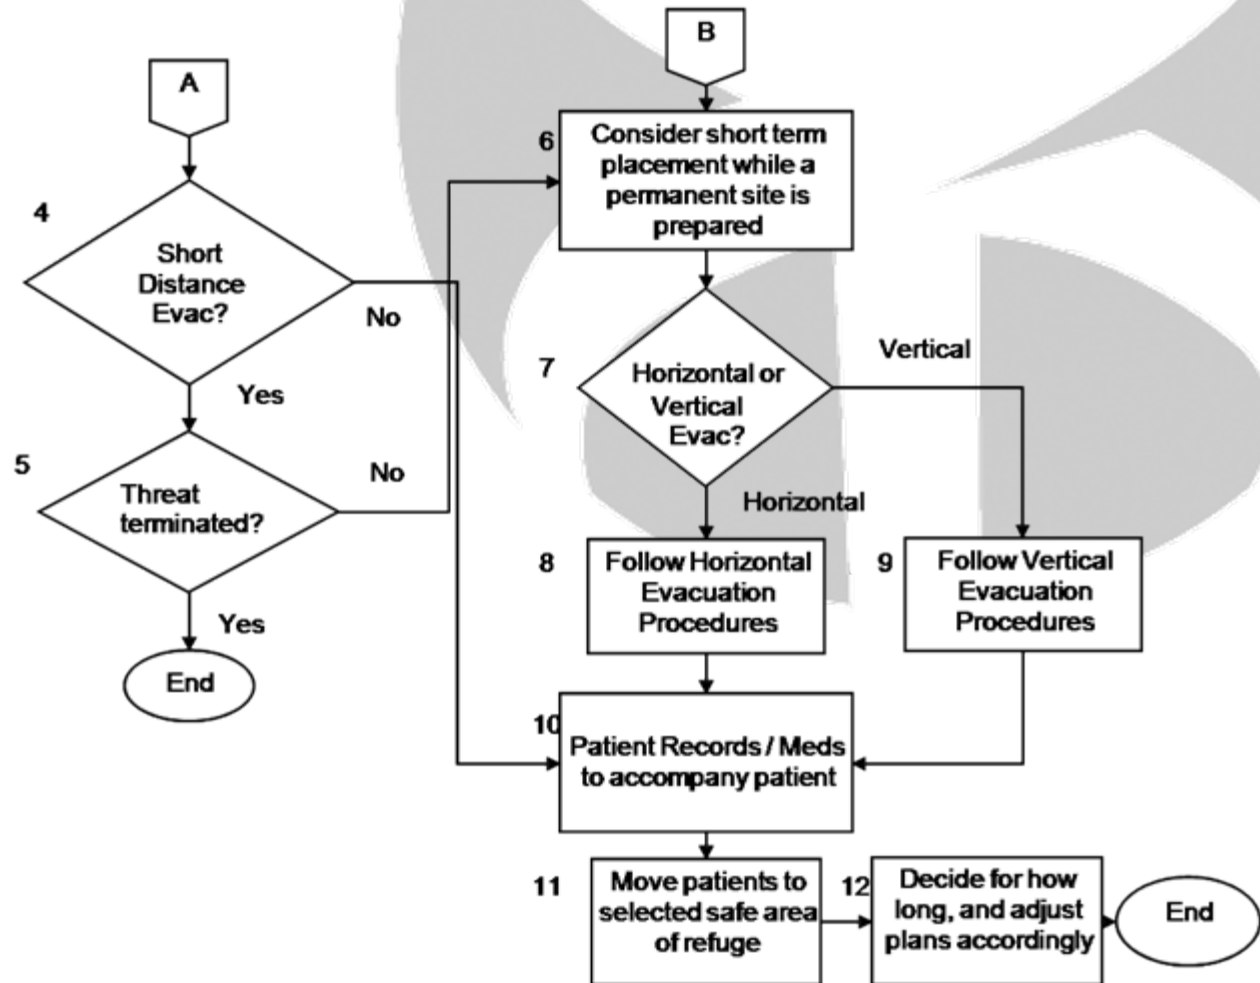 A
4
Short
Distance
Evac?
No
Yes
5
Threat
terminated?
No
Yes
End
B
6
Consider short term
placement while a
permanent site is
prepared
7
Horizontal or
Vertical
Evac?
Vertical
Horizontal
8
Follow Horizontal
Evacuation
Procedures
9
Follow Vertical
Evacuation
Procedures
10
Patient Records / Meds
to accompany patient
11
Move patients to
selected safe area
of refuge
12
Decide for how
long, and adjust
plans accordingly
End